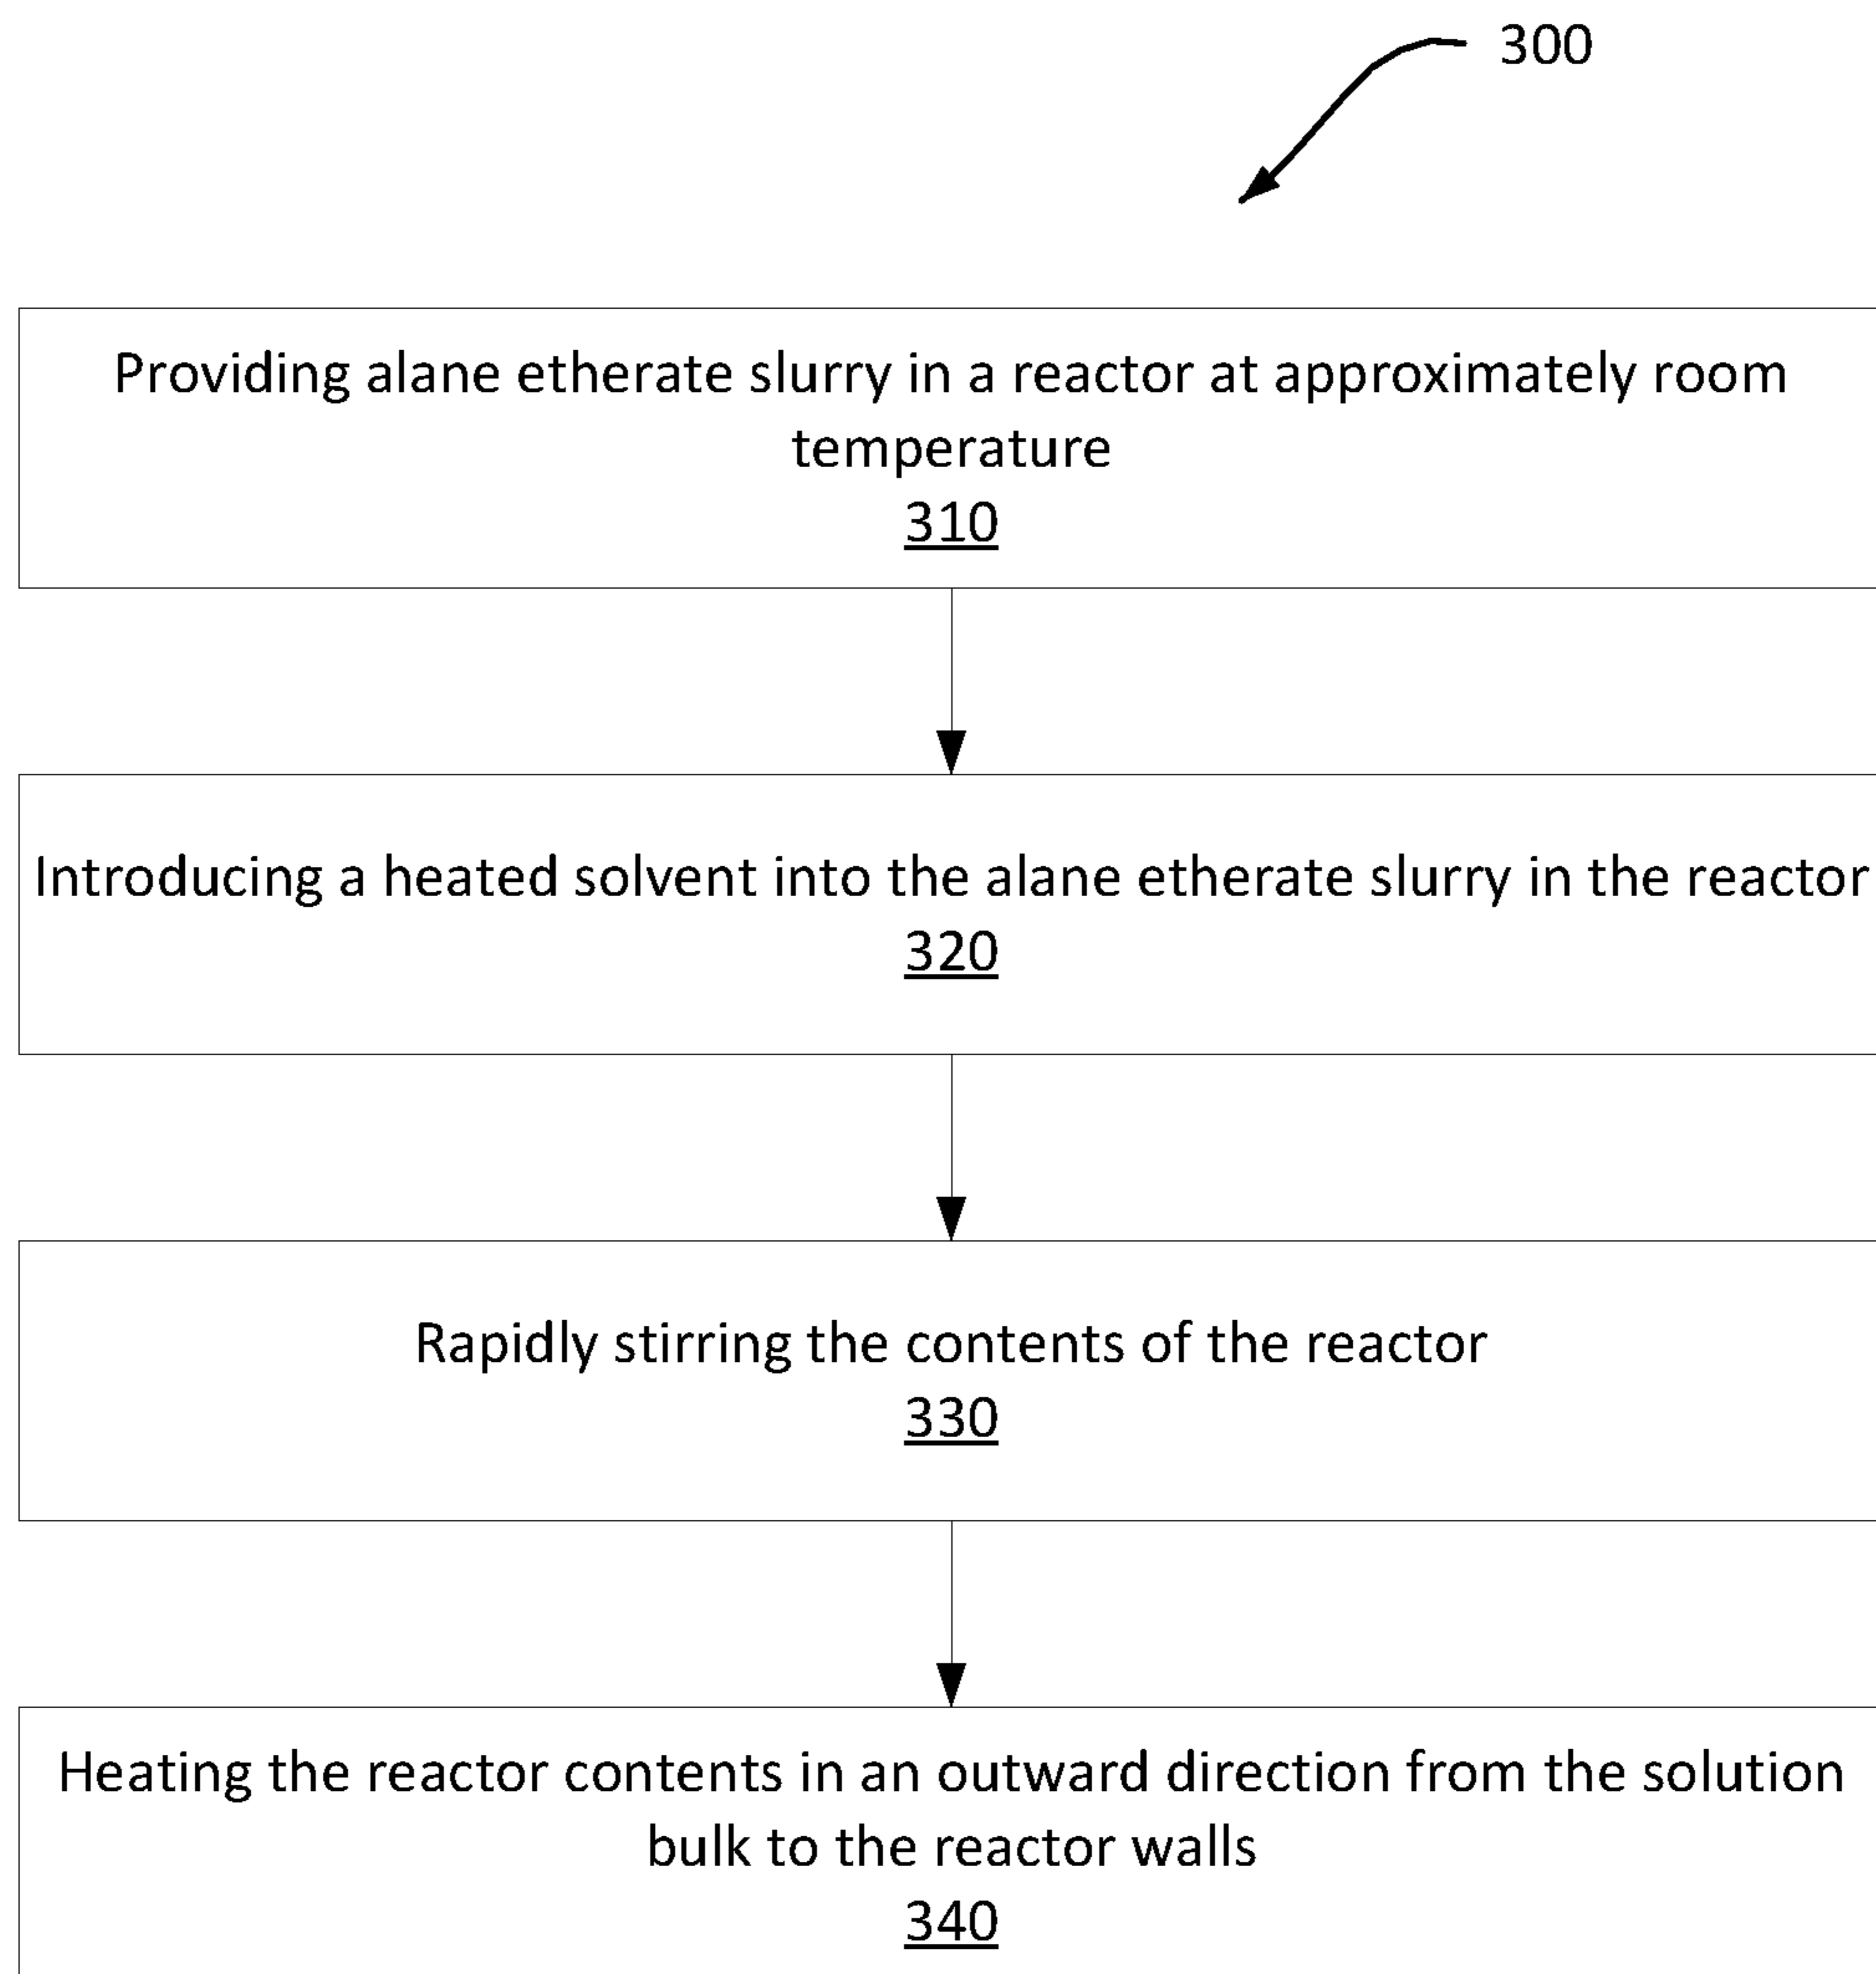 300
Providing alane etherate slurry in a reactor at approximately room
temperature
310
Introducing a heated solvent into the alane etherate slurry in the reactor
320
Rapidly stirring the contents of the reactor
330
Heating the reactor contents in an outward direction from the solution
bulk to the reactor walls
340